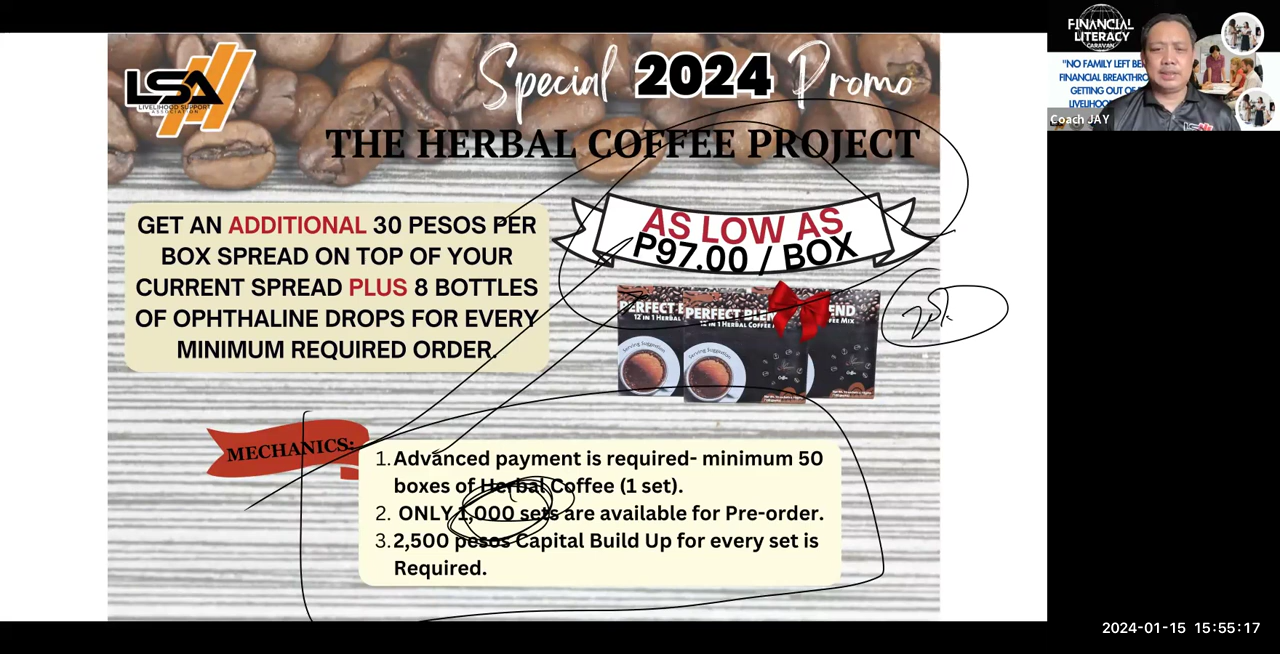 LSA
LIVELIHOOD SUPPORT
ASSOCIATION
Special 2024 Promo
THE HERBAL COFFEE PROJECT
GET AN ADDITIONAL 30 PESOS PER
BOX SPREAD ON TOP OF YOUR
CURRENT SPREAD PLUS 8 BOTTLES
OF OPHTHALINE DROPS FOR EVERY
MINIMUM REQUIRED ORDER.
AS LOW AS
P97.00 / BOX
PERFECT BLEND
12 IN 1 Herbal Coffee
Serving Suggestion
MECHANICS:
1. Advanced payment is required- minimum 50
boxes of Herbal Coffee (1 set).
2. ONLY 1,000 sets are available for Pre-order.
3. 2,500 pesos Capital Build Up for every set is
Required.
FINANCIAL
LITERACY
CARAVAN
"NO FAMILY LEFT
FINANCIAL
GETTING OUT OF
Coach JAY
2024-01-15 15:55:17